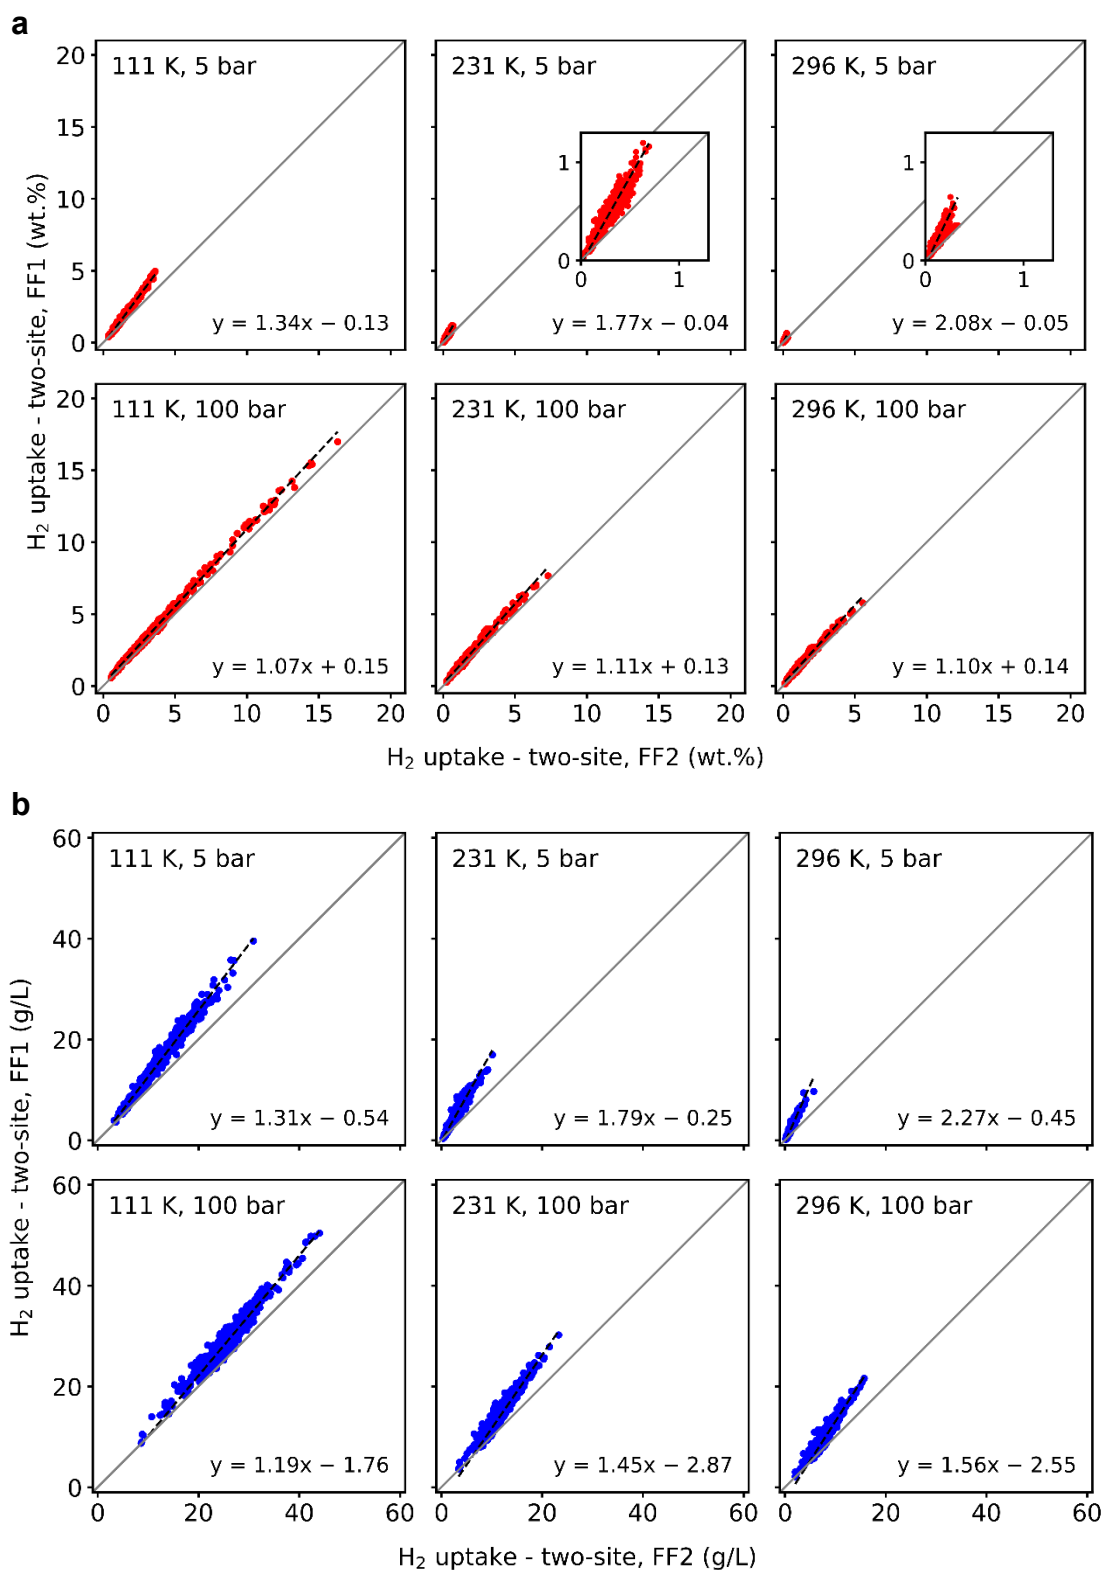 a
111 K, 5 bar
231 K, 5 bar
296 K, 5 bar
20
15
10
5
0
1
0
0 1
1
0
0 1
y = 1.34x − 0.13
y = 1.77x − 0.04
y = 2.08x − 0.05
H₂ uptake - two-site, FF1 (wt.%)
111 K, 100 bar
231 K, 100 bar
296 K, 100 bar
20
15
10
5
0
y = 1.07x + 0.15
y = 1.11x + 0.13
y = 1.10x + 0.14
0 5 10 15 20 0 5 10 15 20 0 5 10 15 20
H₂ uptake - two-site, FF2 (wt.%)
b
111 K, 5 bar
231 K, 5 bar
296 K, 5 bar
60
40
20
0
y = 1.31x − 0.54
y = 1.79x − 0.25
y = 2.27x − 0.45
H₂ uptake - two-site, FF1 (g/L)
111 K, 100 bar
231 K, 100 bar
296 K, 100 bar
60
40
20
0
y = 1.19x − 1.76
y = 1.45x − 2.87
y = 1.56x − 2.55
0 20 40 60 0 20 40 60 0 20 40 60
H₂ uptake - two-site, FF2 (g/L)